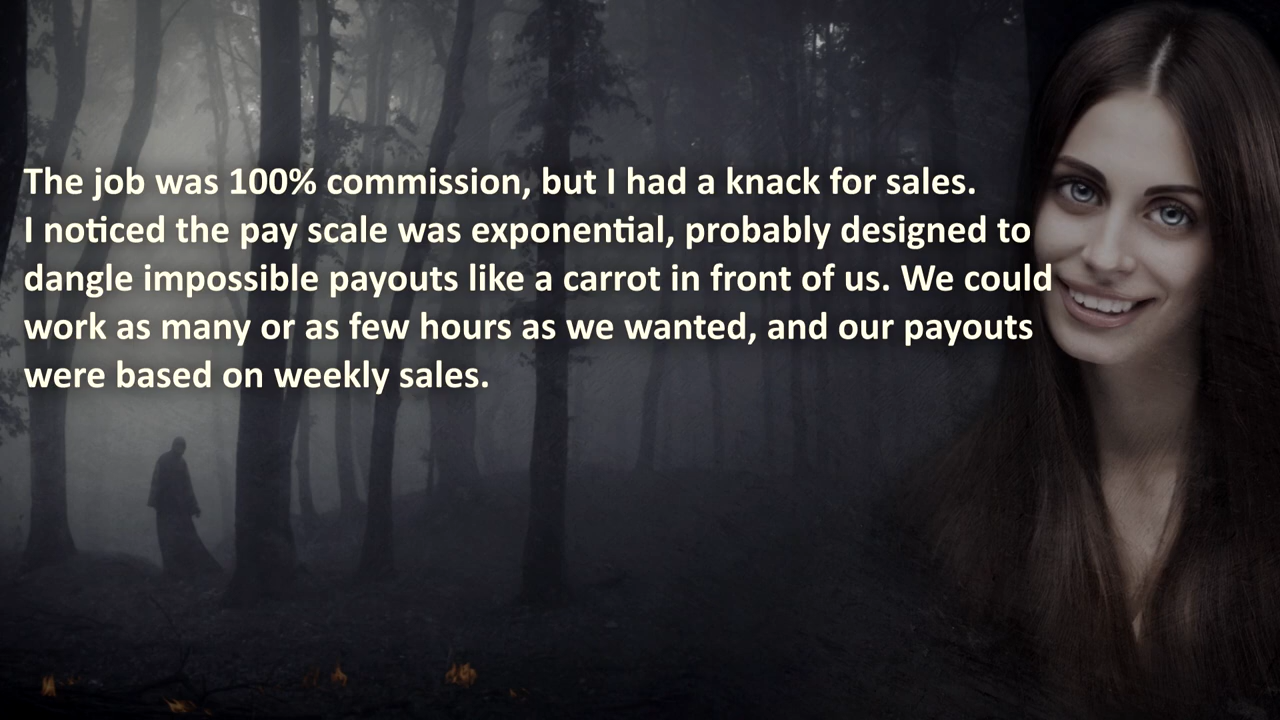 The job was 100% commission, but I had a knack for sales.
I noticed the pay scale was exponential, probably designed to
dangle impossible payouts like a carrot in front of us. We could
work as many or as few hours as we wanted, and our payouts
were based on weekly sales.